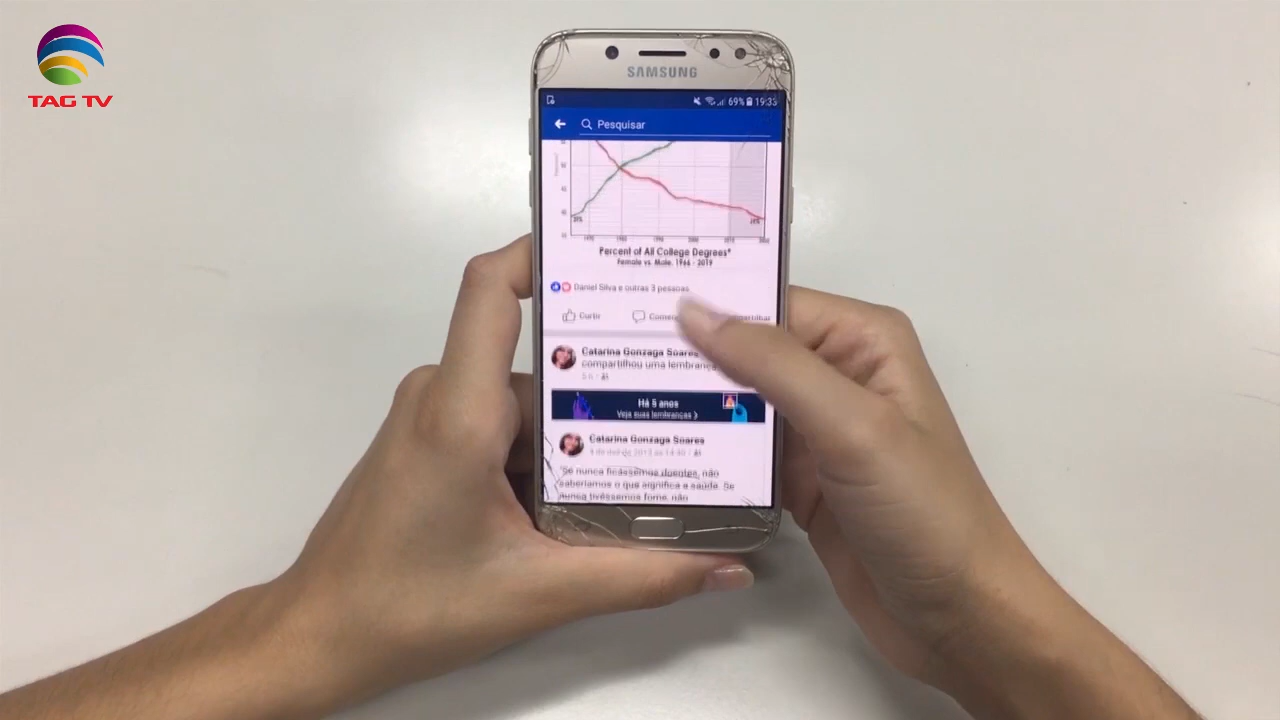 TAG TV
SAMSUNG
69% 19:33
Pesquisar
Percent of All College Degrees*
Female vs. Male, 1966 - 2019
Daniel Silva e outras 3 pessoas
Curtir
Catarina Gonzaga Soares
compartilhou uma lembrança
Há 5 anos
Veja suas lembranças
Catarina Gonzaga Soares
"Se nunca ficássemos doentes, não
saberíamos o que significa a saúde. Se
nunca tivéssemos fome, não